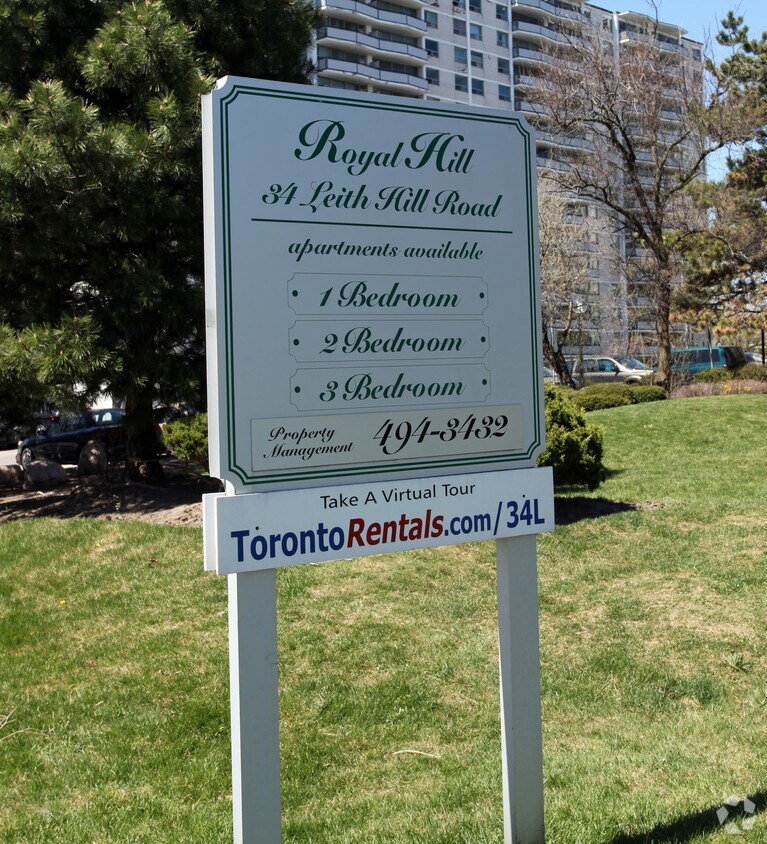 Royal Hill
34 Leith Hill Road
apartments available
1 Bedroom
2 Bedroom
3 Bedroom
Property
Management
494-3432
Take A Virtual Tour
TorontoRentals.com/34L